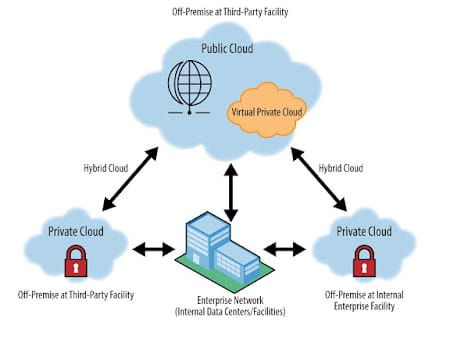 Off-Premise at Third-Party Facility
Public Cloud
Virtual Private Cloud
Hybrid Cloud
Hybrid Cloud
Private Cloud
Private Cloud
Off-Premise at Third-Party Facility
Enterprise Network
(Internal Data Centers/Facilities)
Off-Premise at Internal
Enterprise Facility